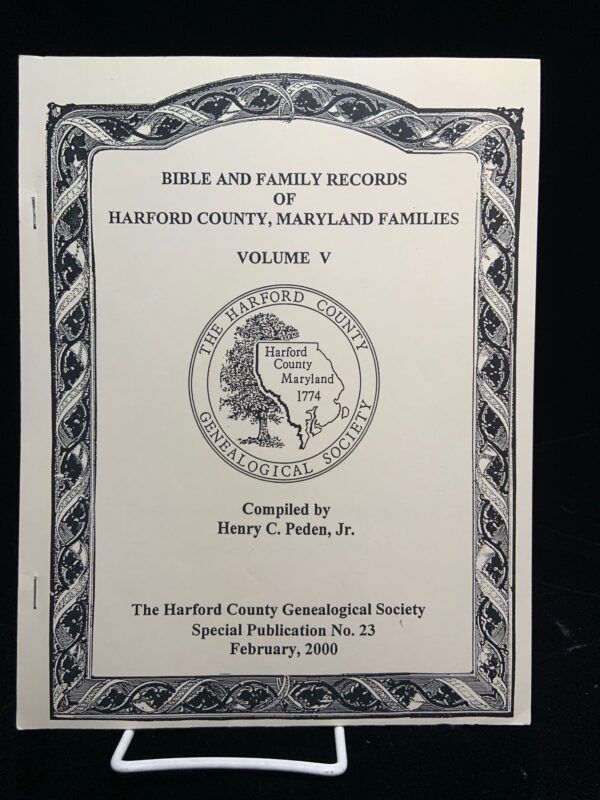 BIBLE AND FAMILY RECORDS
OF
HARFORD COUNTY, MARYLAND FAMILIES
VOLUME V
THE HARFORD COUNTY
GENEALOGICAL SOCIETY
Harford
County
Maryland
1774
Compiled by
Henry C. Peden, Jr.
The Harford County Genealogical Society
Special Publication No. 23
February, 2000